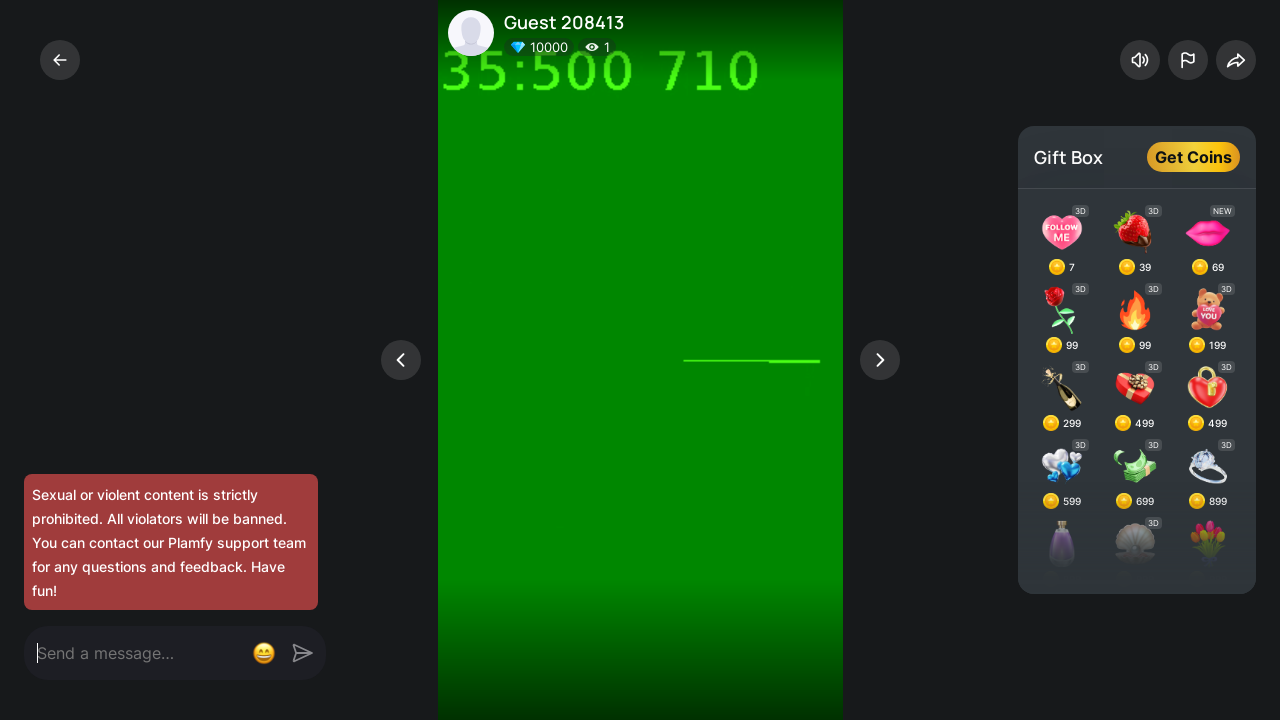 Guest 208413
10000 1
35:500 710
Gift Box
Get Coins
3D 3D NEW
FOLLOW ME
7 39 69
3D 3D 3D
LOVE YOU
99 99 199
3D 3D 3D
299 499 499
3D 3D 3D
599 699 899
3D
Sexual or violent content is strictly
prohibited. All violators will be banned.
You can contact our Plamfy support team
for any questions and feedback. Have
fun!
Send a message...